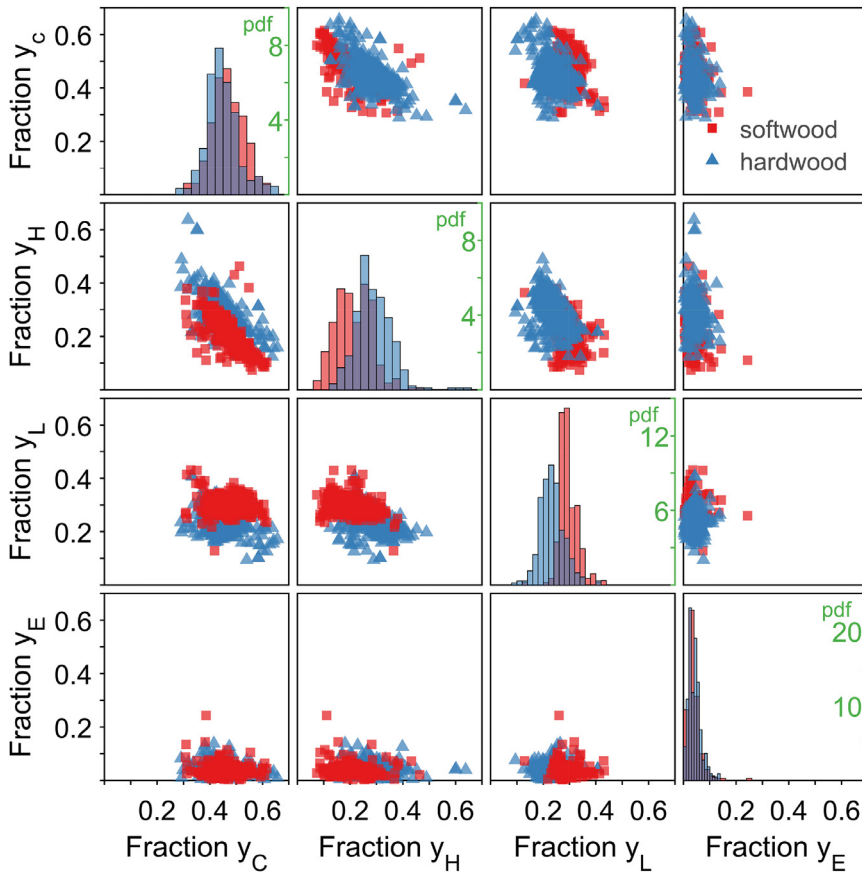 Fraction y_c
0.6
0.4
0.2
pdf
8
4
softwood
hardwood
Fraction y_H
0.6
0.4
0.2
pdf
8
4
Fraction y_L
0.6
0.4
0.2
pdf
12
6
Fraction y_E
0.6
0.4
0.2
pdf
20
10
0.2 0.4 0.6 0.2 0.4 0.6 0.2 0.4 0.6 0.2 0.4 0.6
Fraction y_C Fraction y_H Fraction y_L Fraction y_E